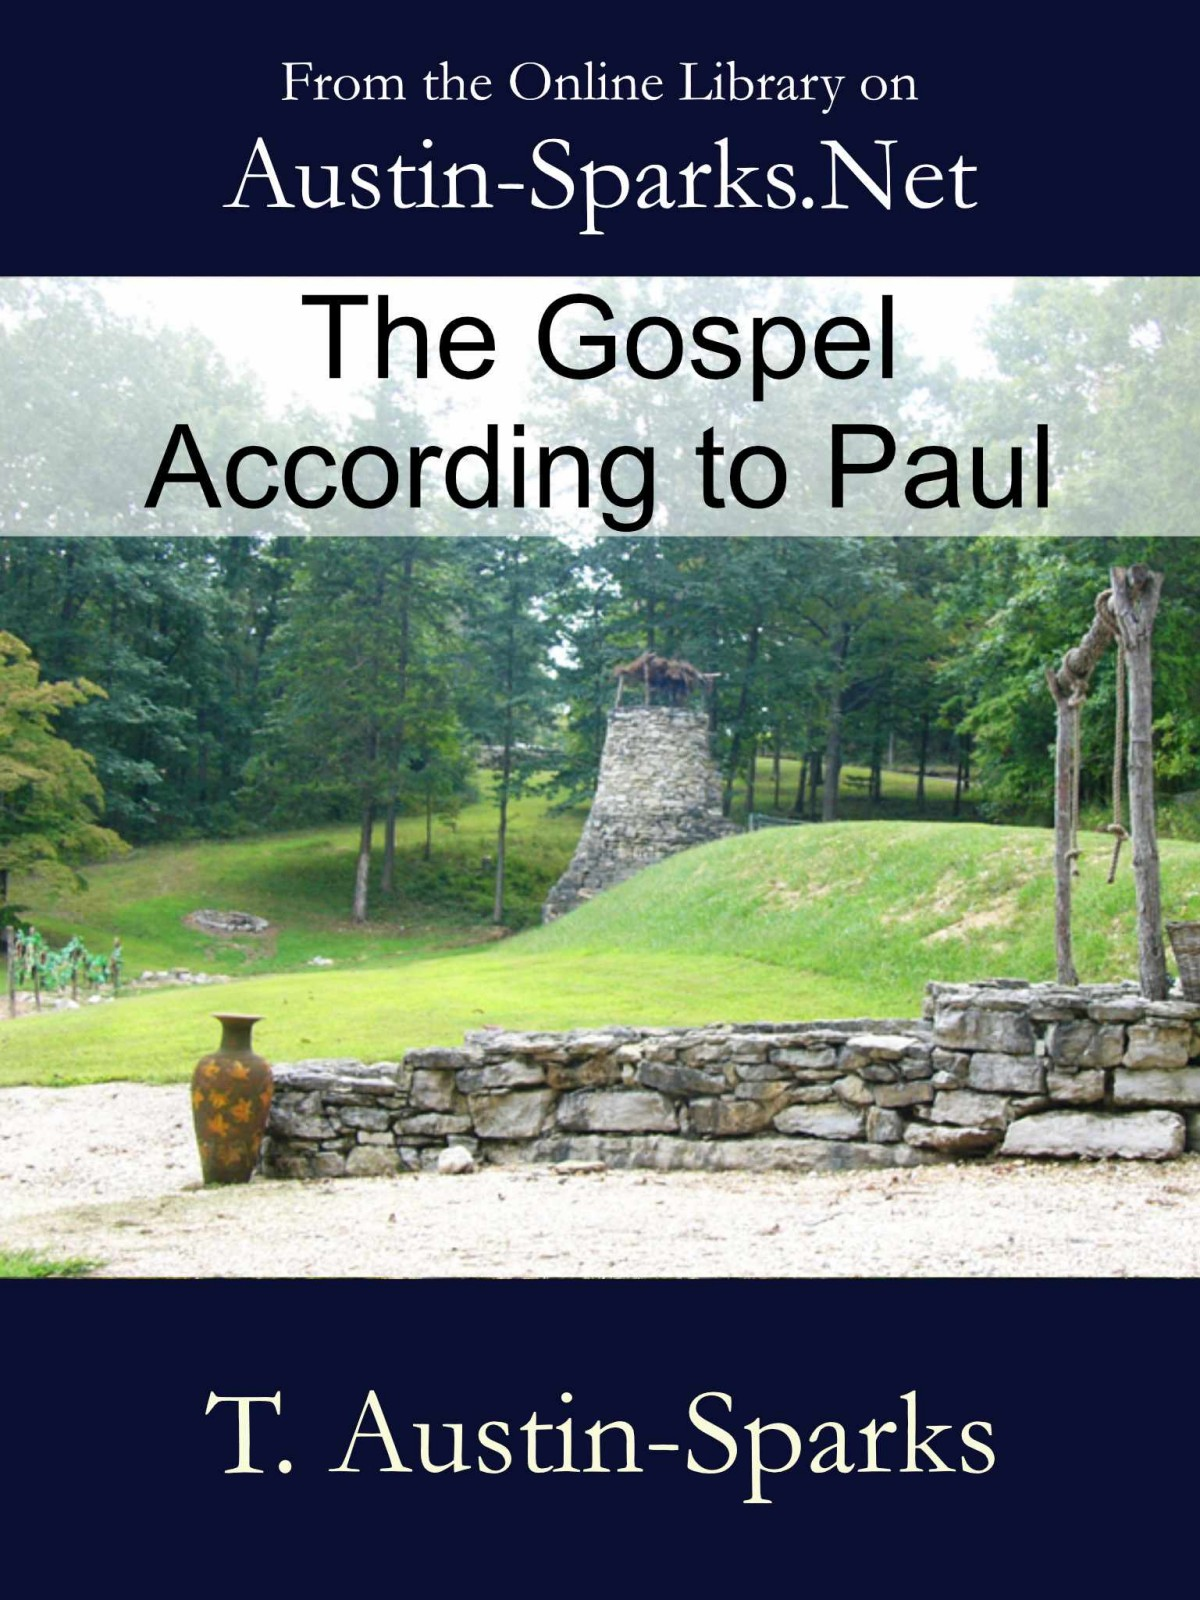 From the Online Library on
Austin-Sparks.Net
The Gospel
According to Paul
T. Austin-Sparks